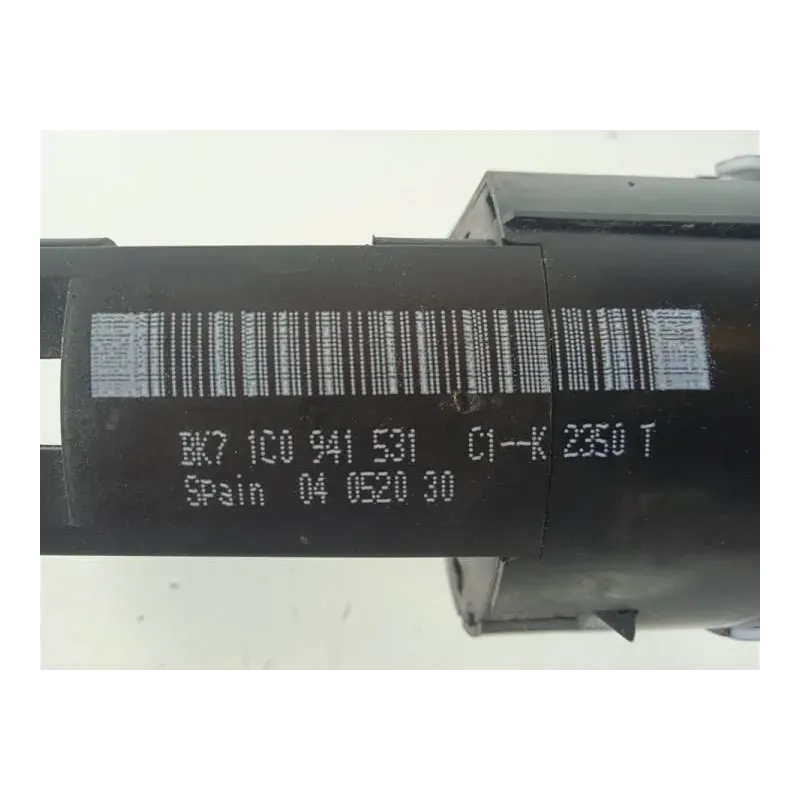 BK7 1C0 941 531 C1--K 2350 T
Spain 04 0520 30